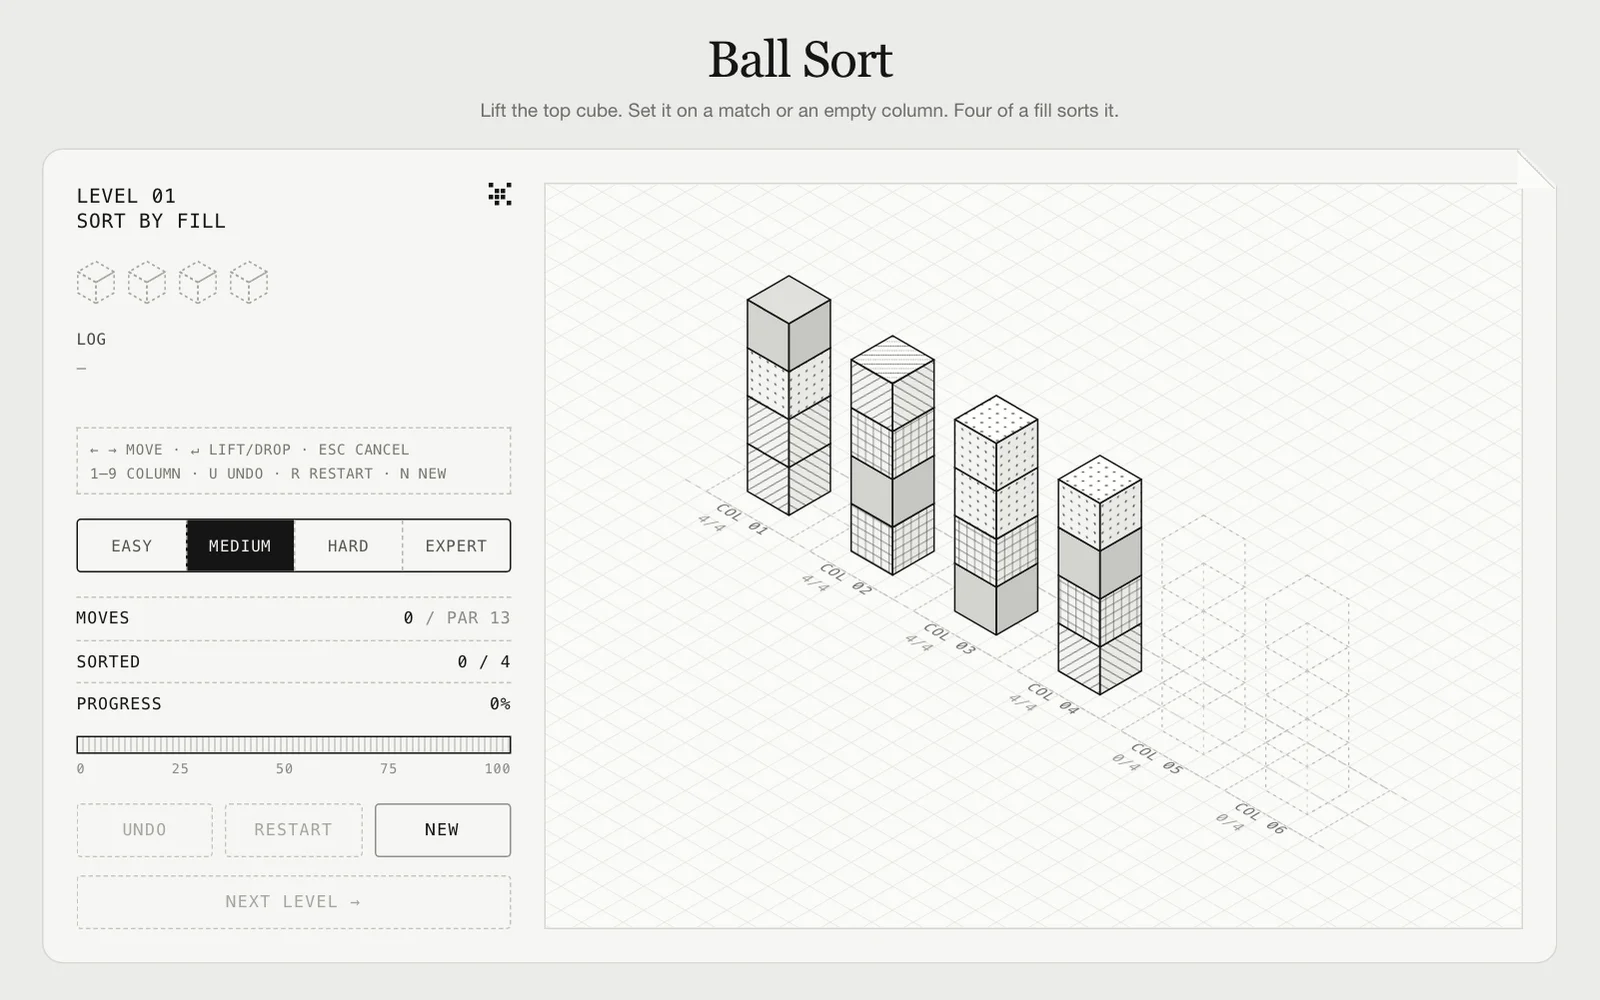 Ball Sort
Lift the top cube. Set it on a match or an empty column. Four of a fill sorts it.
LEVEL 01
SORT BY FILL
LOG
—
← → MOVE · ↵ LIFT/DROP · ESC CANCEL
1–9 COLUMN · U UNDO · R RESTART · N NEW
EASY MEDIUM HARD EXPERT
MOVES 0 / PAR 13
SORTED 0 / 4
PROGRESS 0%
0 25 50 75 100
UNDO RESTART NEW
NEXT LEVEL →
COL 01
4/4
COL 02
4/4
COL 03
4/4
COL 04
4/4
COL 05
0/4
COL 06
0/4